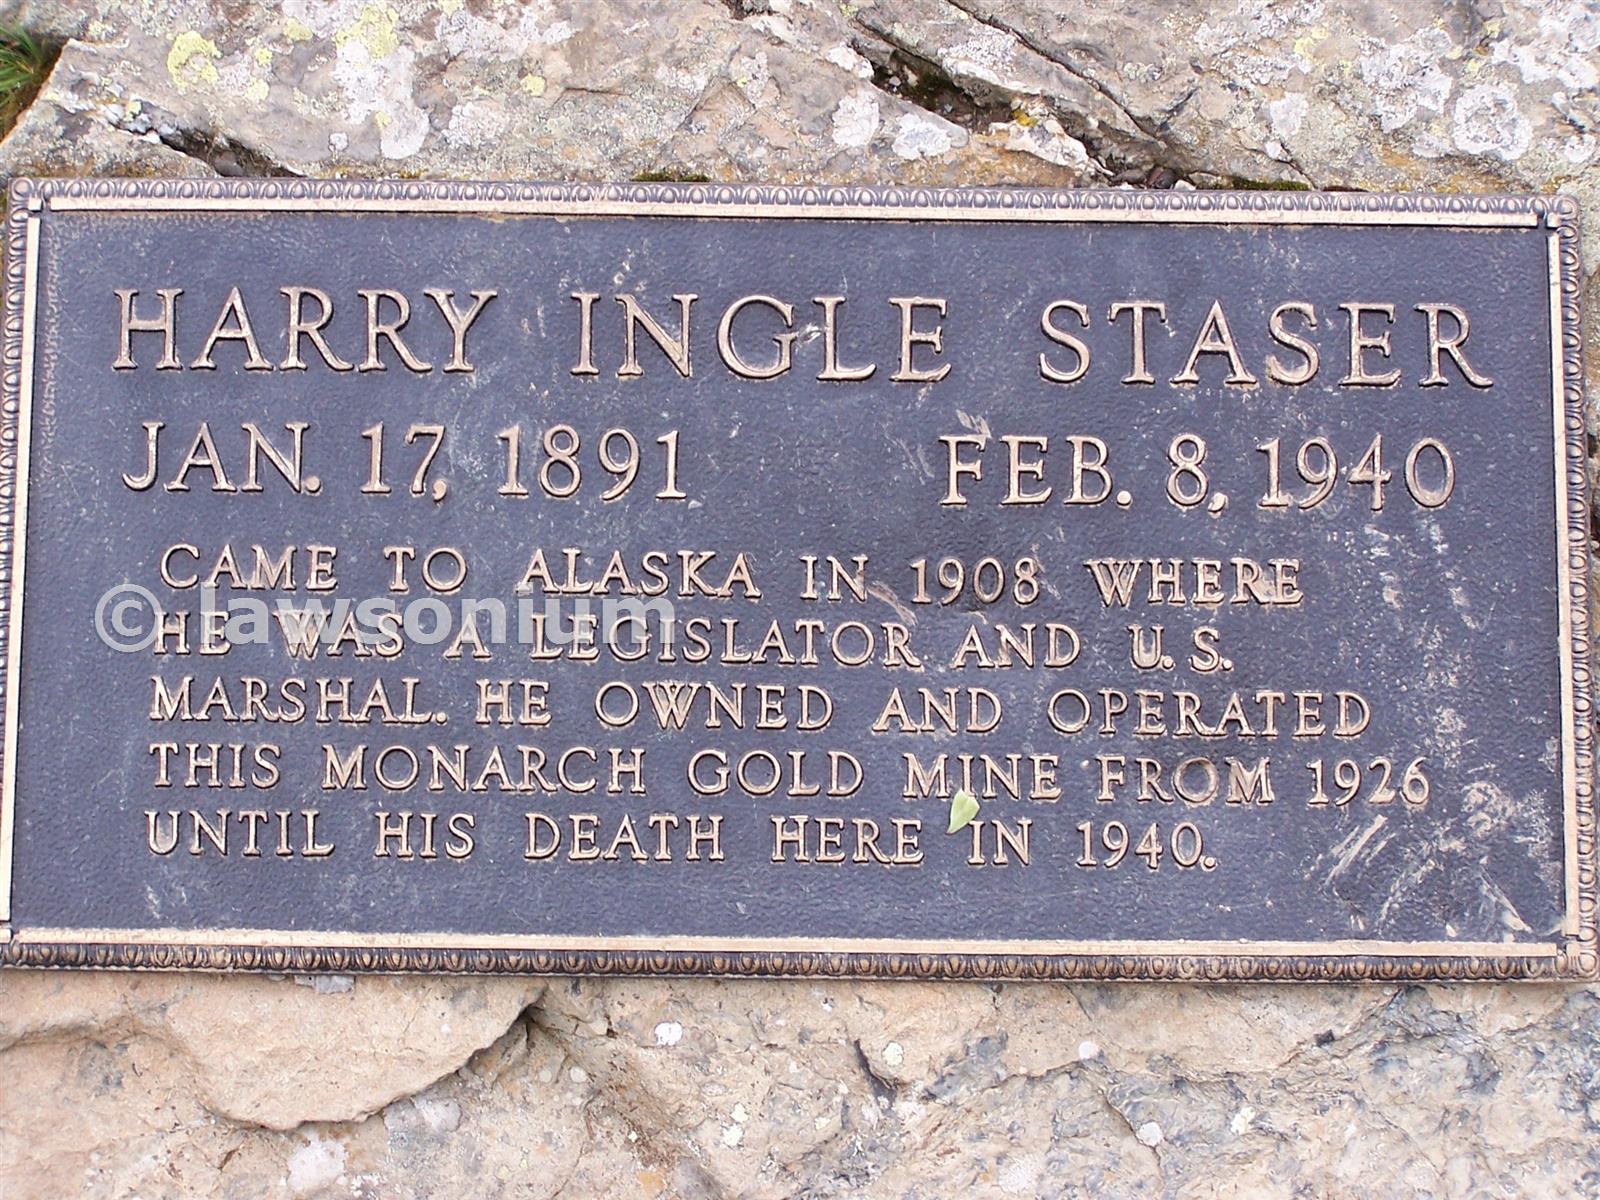 HARRY INGLE STASER
JAN. 17, 1891 FEB. 8, 1940
CAME TO ALASKA IN 1908 WHERE
© lawsonium
HE WAS A LEGISLATOR AND U.S.
MARSHAL. HE OWNED AND OPERATED
THIS MONARCH GOLD MINE FROM 1926
UNTIL HIS DEATH HERE IN 1940.